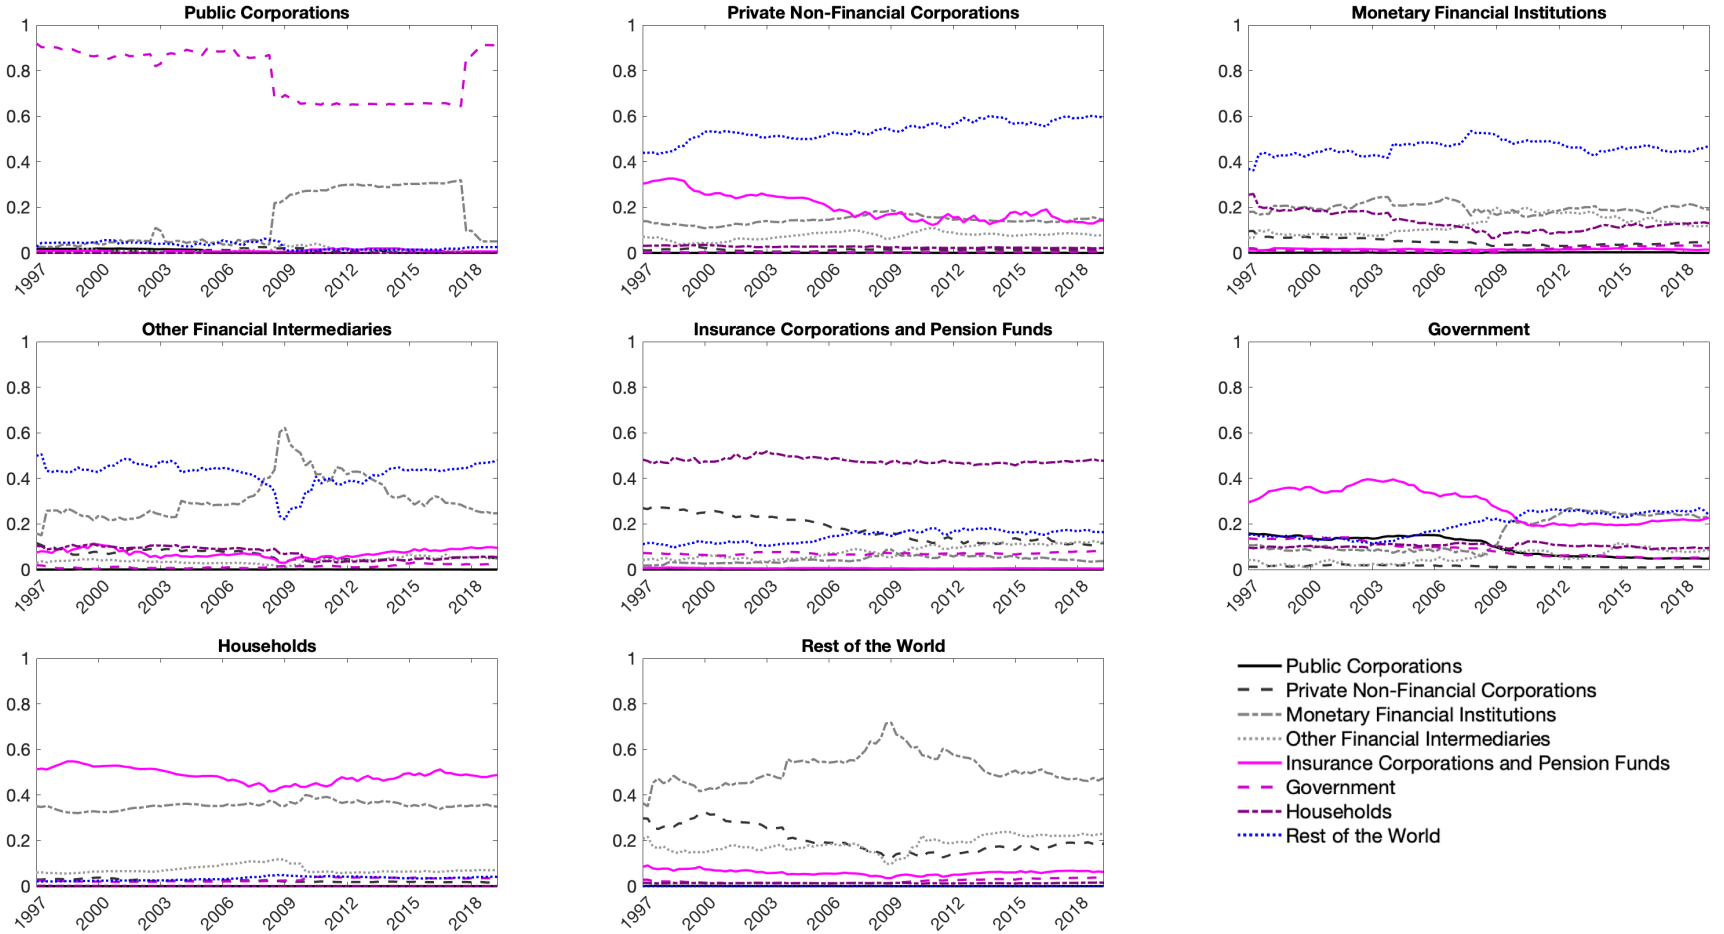 Public Corporations
1
0.8
0.6
0.4
0.2
0
1997 2000 2003 2006 2009 2012 2015 2018
Private Non-Financial Corporations
1
0.8
0.6
0.4
0.2
0
1997 2000 2003 2006 2009 2012 2015 2018
Monetary Financial Institutions
1
0.8
0.6
0.4
0.2
0
1997 2000 2003 2006 2009 2012 2015 2018
Other Financial Intermediaries
1
0.8
0.6
0.4
0.2
0
1997 2000 2003 2006 2009 2012 2015 2018
Insurance Corporations and Pension Funds
1
0.8
0.6
0.4
0.2
0
1997 2000 2003 2006 2009 2012 2015 2018
Government
1
0.8
0.6
0.4
0.2
0
1997 2000 2003 2006 2009 2012 2015 2018
Households
1
0.8
0.6
0.4
0.2
0
1997 2000 2003 2006 2009 2012 2015 2018
Rest of the World
1
0.8
0.6
0.4
0.2
0
1997 2000 2003 2006 2009 2012 2015 2018
Public Corporations
Private Non-Financial Corporations
Monetary Financial Institutions
Other Financial Intermediaries
Insurance Corporations and Pension Funds
Government
Households
Rest of the World